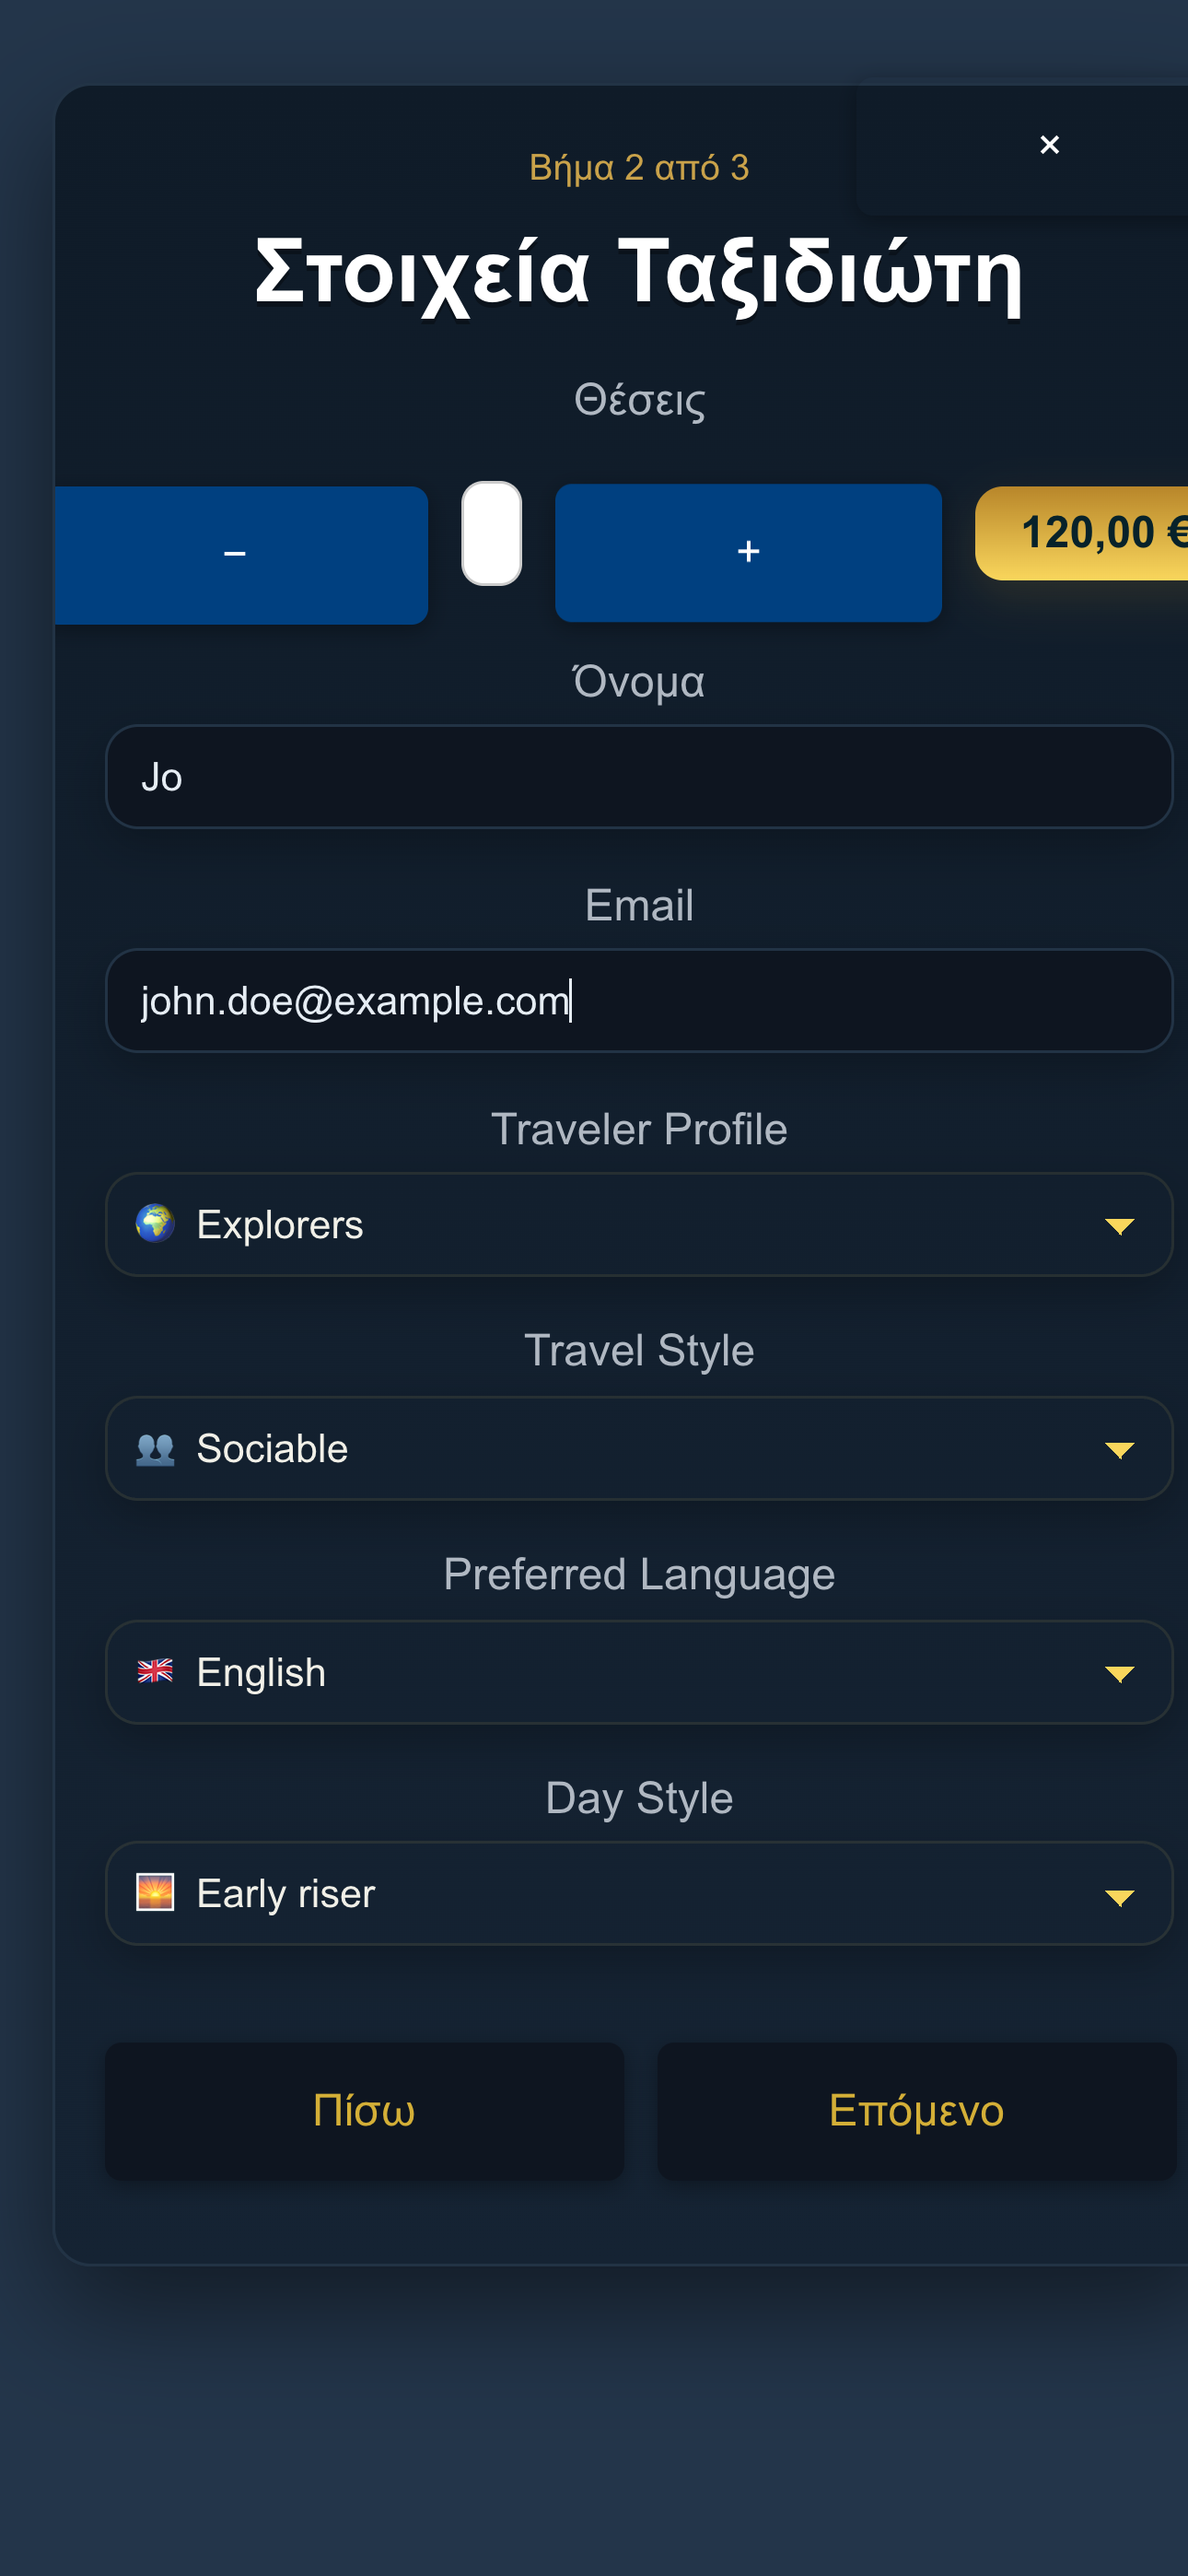 ×
Βήμα 2 από 3
Στοιχεία Ταξιδιώτη
Θέσεις
− + 120,00 €
Όνομα
Jo
Email
john.doe@example.com
Traveler Profile
🌍 Explorers
Travel Style
👥 Sociable
Preferred Language
🇬🇧 English
Day Style
🌅 Early riser
Πίσω Επόμενο